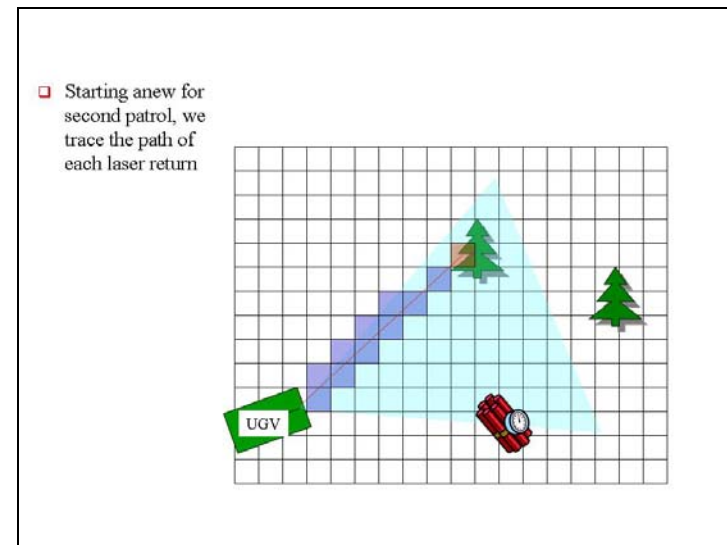 Starting anew for
second patrol, we
trace the path of
each laser return
UGV